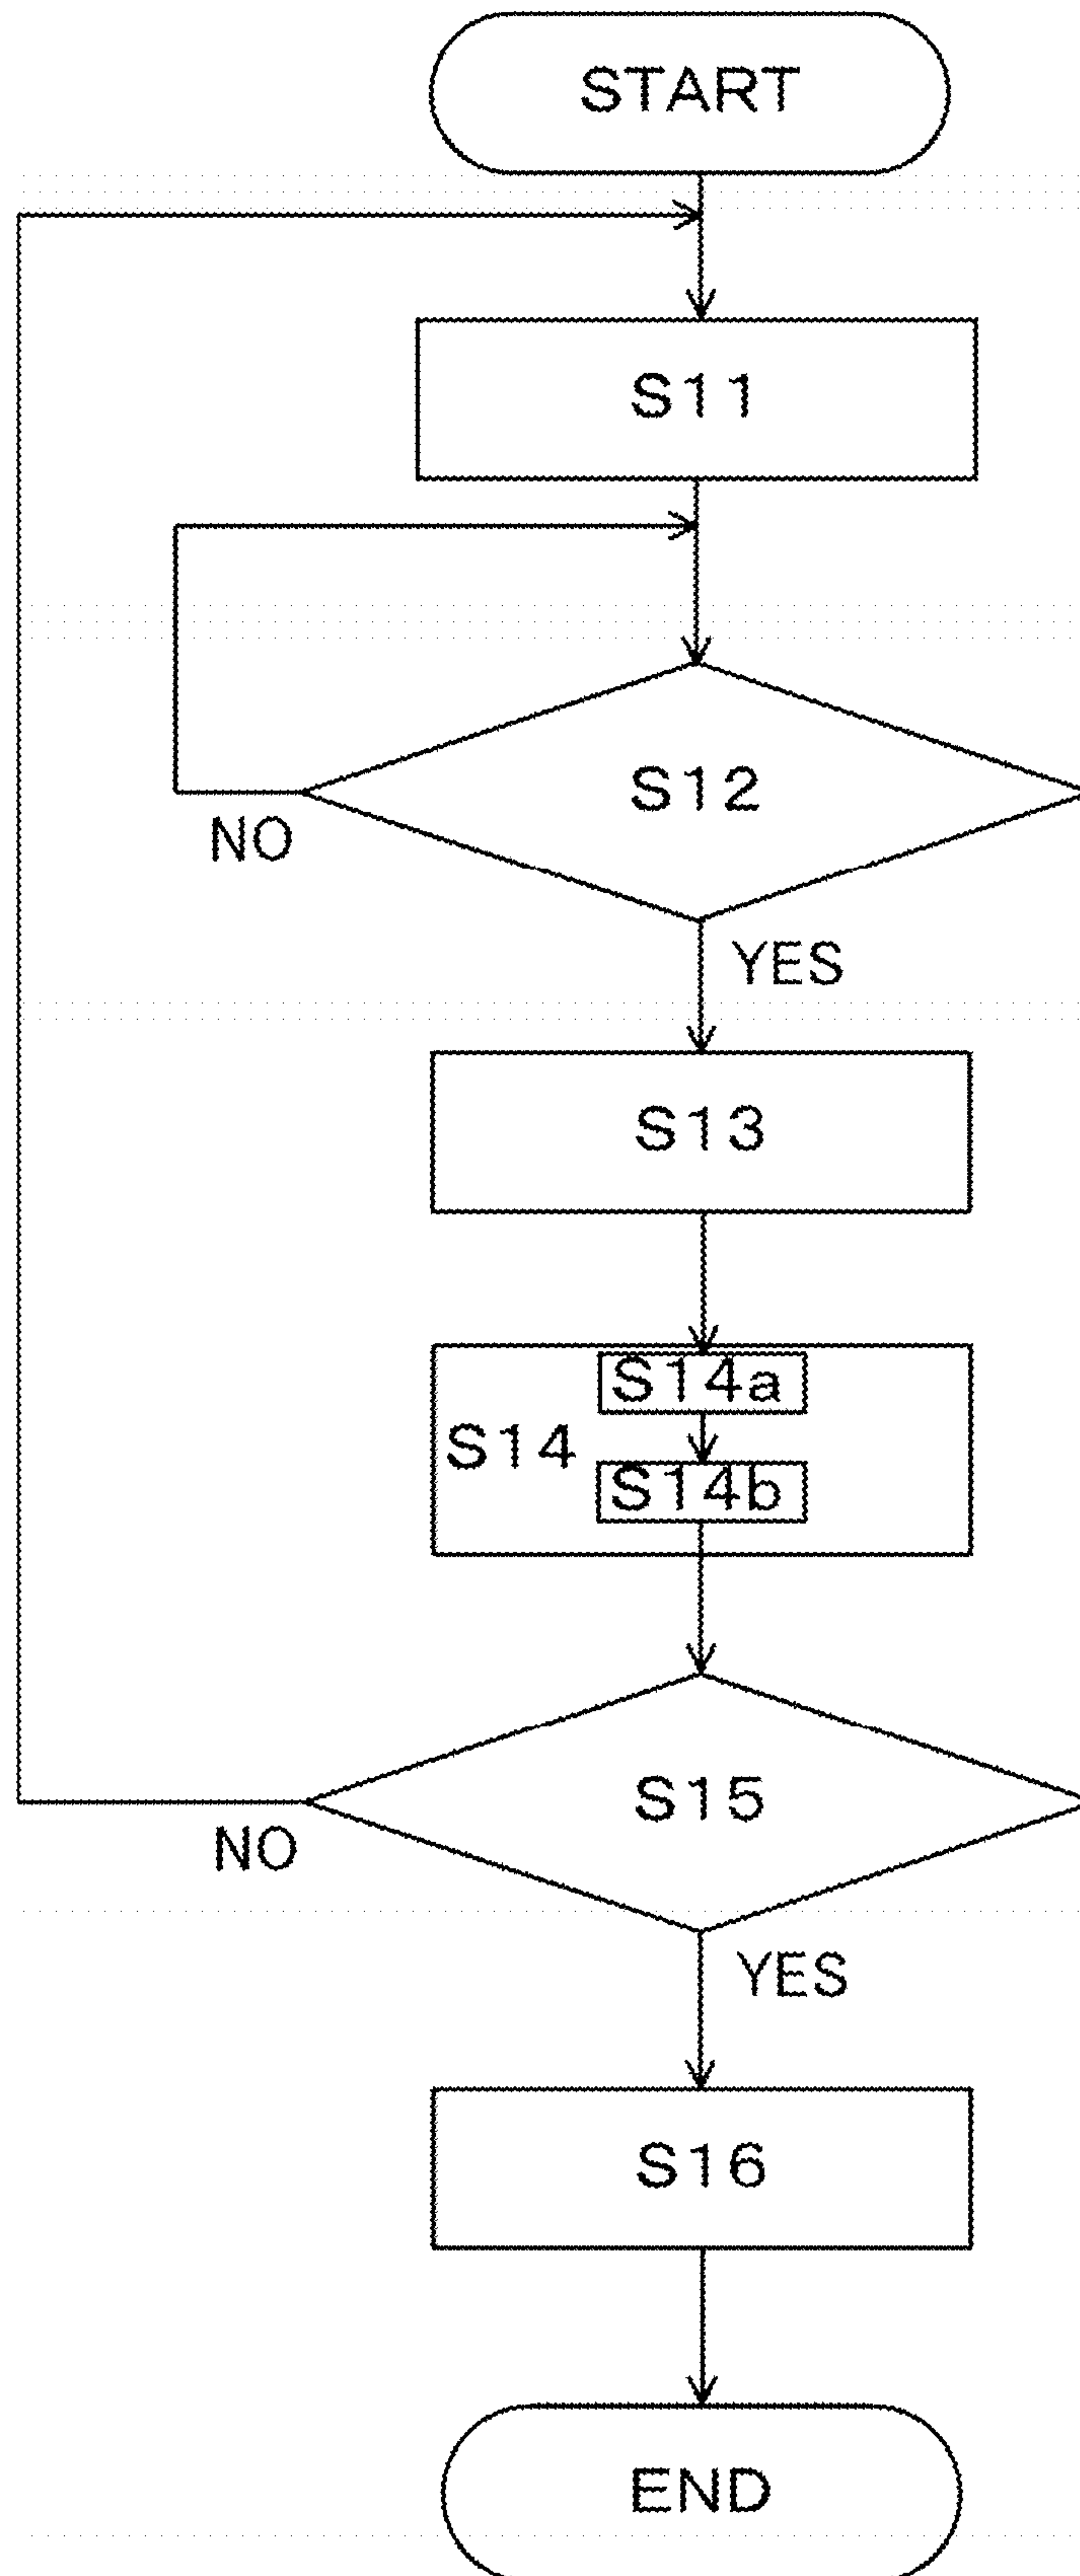 START
S11
S12
NO
YES
S13
S14a
S14
S14b
S15
NO
YES
S16
END